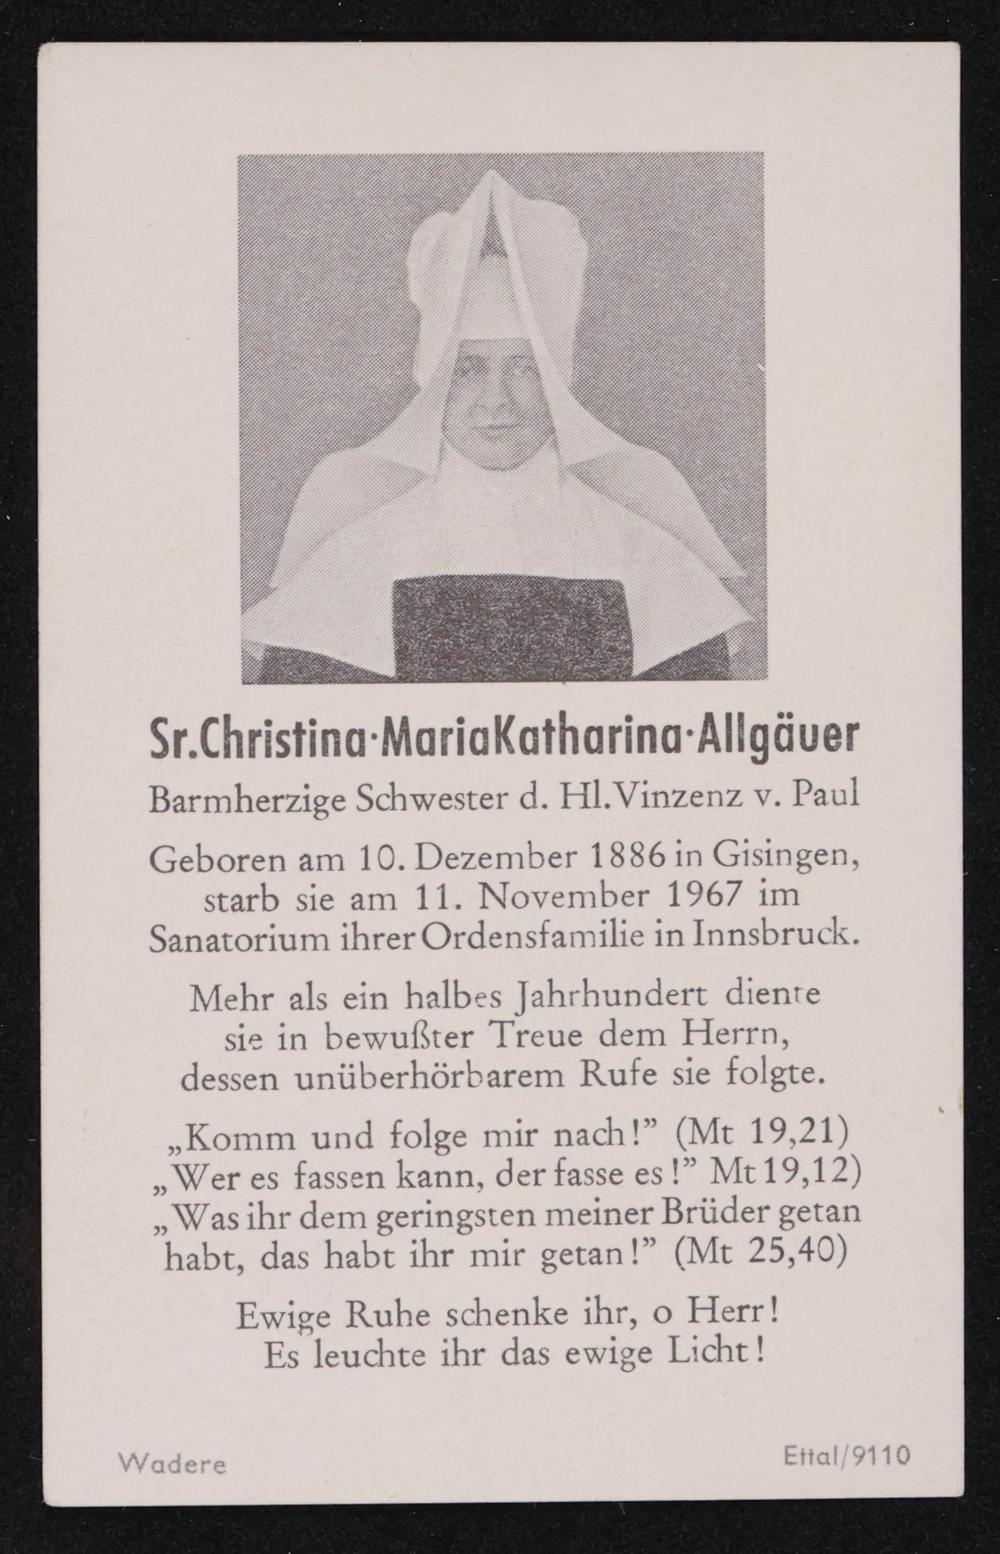 Sr.Christina·MariaKatharina·Allgäuer
Barmherzige Schwester d. Hl. Vinzenz v. Paul
Geboren am 10. Dezember 1886 in Gisingen,
starb sie am 11. November 1967 im
Sanatorium ihrer Ordensfamilie in Innsbruck.
Mehr als ein halbes Jahrhundert diente
sie in bewußter Treue dem Herrn,
dessen unüberhörbarem Rufe sie folgte.
„Komm und folge mir nach!” (Mt 19,21)
„Wer es fassen kann, der fasse es!” Mt 19,12)
„Was ihr dem geringsten meiner Brüder getan
habt, das habt ihr mir getan!” (Mt 25,40)
Ewige Ruhe schenke ihr, o Herr!
Es leuchte ihr das ewige Licht!
Wadere
Ettal/9110